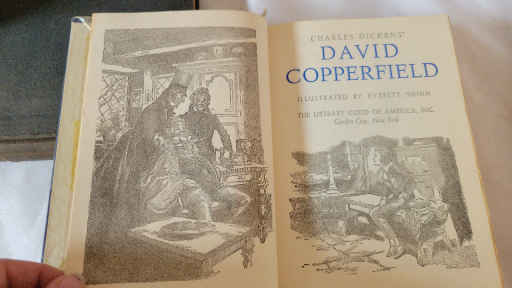 CHARLES DICKENS'
DAVID
COPPERFIELD
ILLUSTRATED BY EVERETT SHINN
THE LITERARY GUILD OF AMERICA, INC.
Garden City, New York